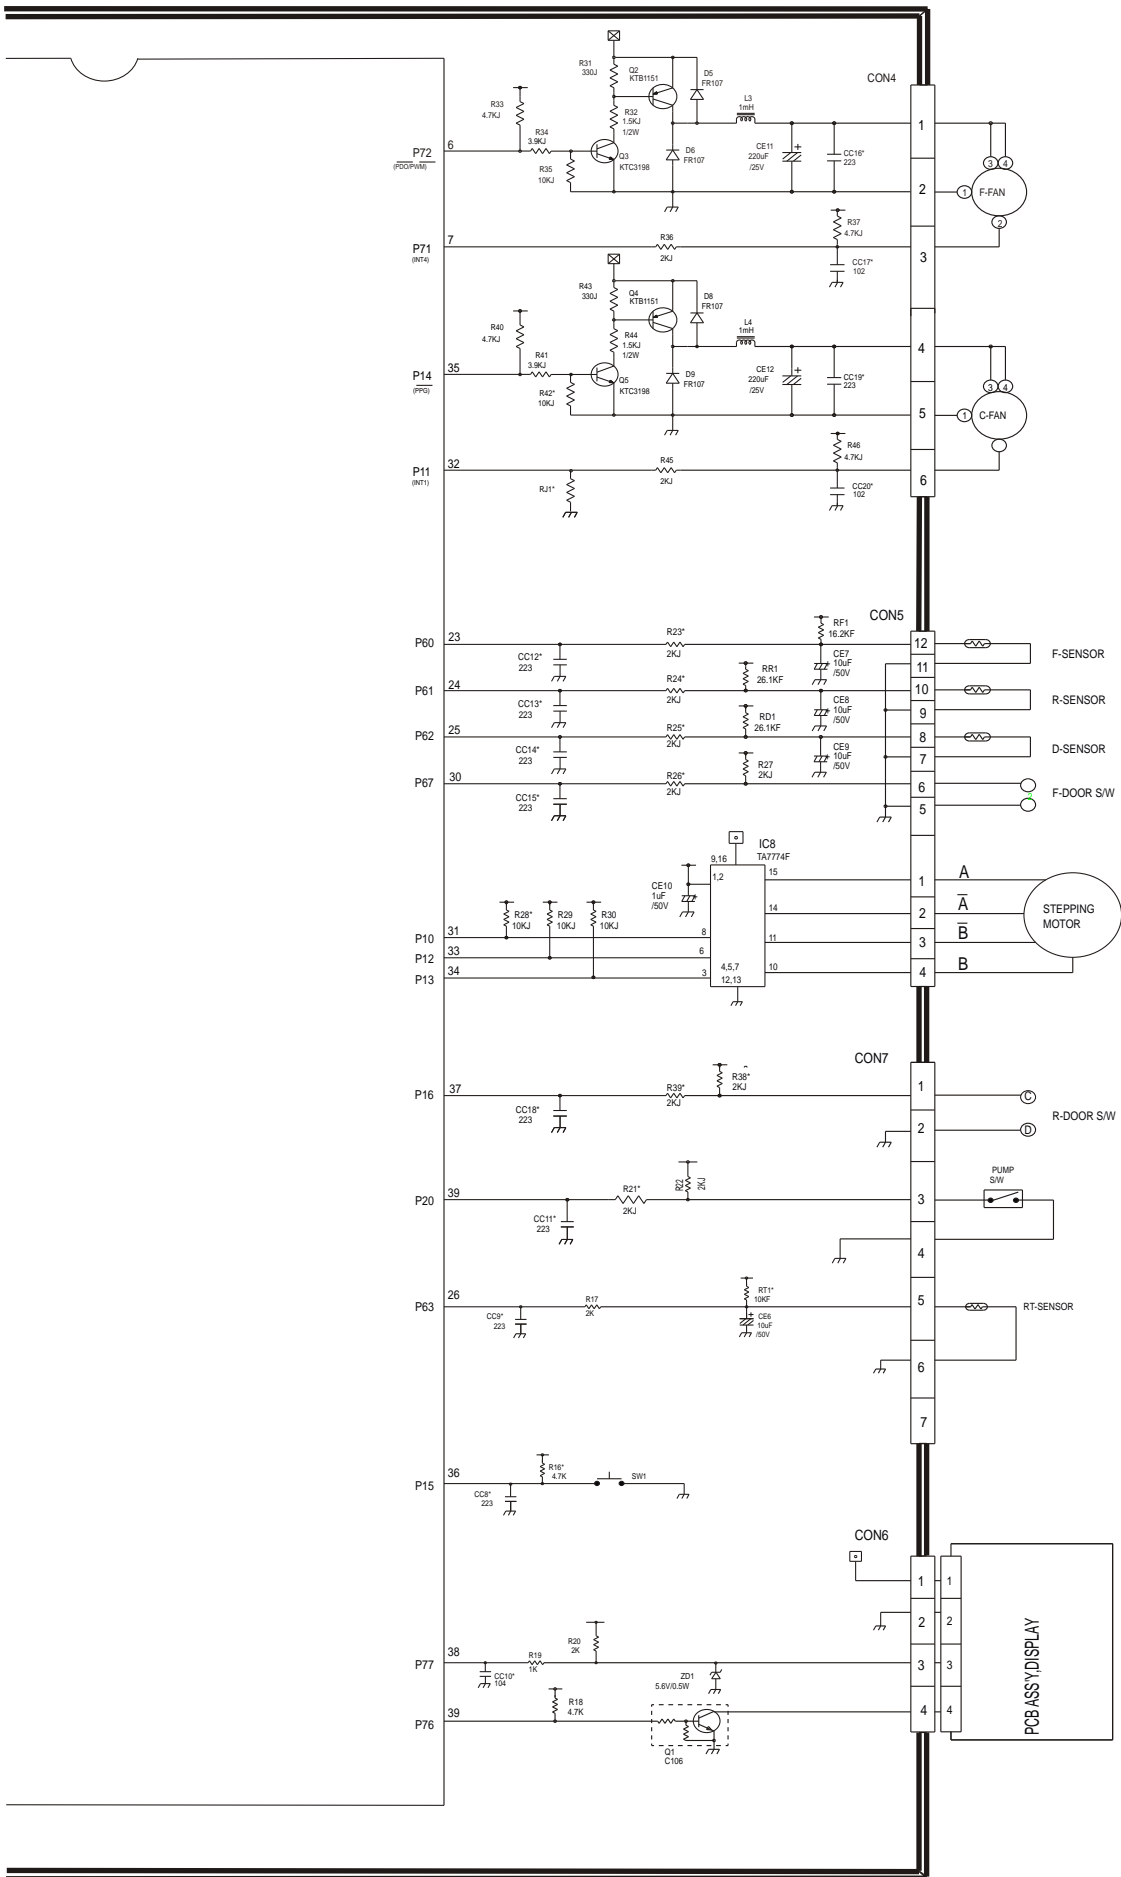 R31
330J
Q2
KTB1151
D5
FR107
CON4
R33
4.7KJ
L3
1mH
R32
1.5KJ
1/2W
R34
3.9KJ
6
P72
(PDO/PWM)
R35
10KJ
Q3
KTC3198
D6
FR107
CE11
220uF
/25V
+
CC16*
223
1
3
4
2
1
F-FAN
2
R37
4.7KJ
7
P71
(INT4)
R36
2KJ
3
CC17*
102
R43
330J
Q4
KTB1151
D8
FR107
R40
4.7KJ
L4
1mH
R44
1.5KJ
1/2W
R41
3.9KJ
35
P14
(PPG)
R42*
10KJ
Q5
KTC3198
D9
FR107
CE12
220uF
/25V
+
CC19*
223
4
3
4
5
1
C-FAN
R46
4.7KJ
32
P11
(INT1)
R45
2KJ
6
RJ1*
CC20*
102
CON5
RF1
16.2KF
23
P60
R23*
2KJ
12
CC12*
223
CE7
10uF
/50V
+
11
F-SENSOR
RR1
26.1KF
24
P61
R24*
2KJ
10
CC13*
223
CE8
10uF
/50V
+
9
R-SENSOR
RD1
26.1KF
25
P62
R25*
2KJ
8
CC14*
223
CE9
10uF
/50V
+
7
D-SENSOR
R27
2KJ
30
P67
R26*
2KJ
6
CC15*
223
5
2
F-DOOR S/W
IC8
TA7774F
9,16
1,2
15
CE10
1uF
/50V
+
14
R28*
10KJ
R29
10KJ
R30
10KJ
31
P10
8
11
33
P12
6
34
P13
3
4,5,7
12,13
10
1
A
2
A
3
B
4
B
STEPPING
MOTOR
CON7
R38*
2KJ
37
P16
R39*
2KJ
CC18*
223
1
C
2
D
R-DOOR S/W
R22
2KJ
PUMP
S/W
39
P20
R21*
2KJ
CC11*
223
3
4
RT1*
10KF
26
P63
R17
2K
CC9*
223
CE6
10uF
/50V
+
5
RT-SENSOR
6
7
36
P15
R16*
4.7K
SW1
CC8*
223
CON6
1
1
2
2
R20
2K
38
P77
R19
1K
CC10*
104
ZD1
5.6V/0.5W
3
3
R18
4.7K
39
P76
Q1
C106
4
4
PCB ASS'Y,DISPLAY